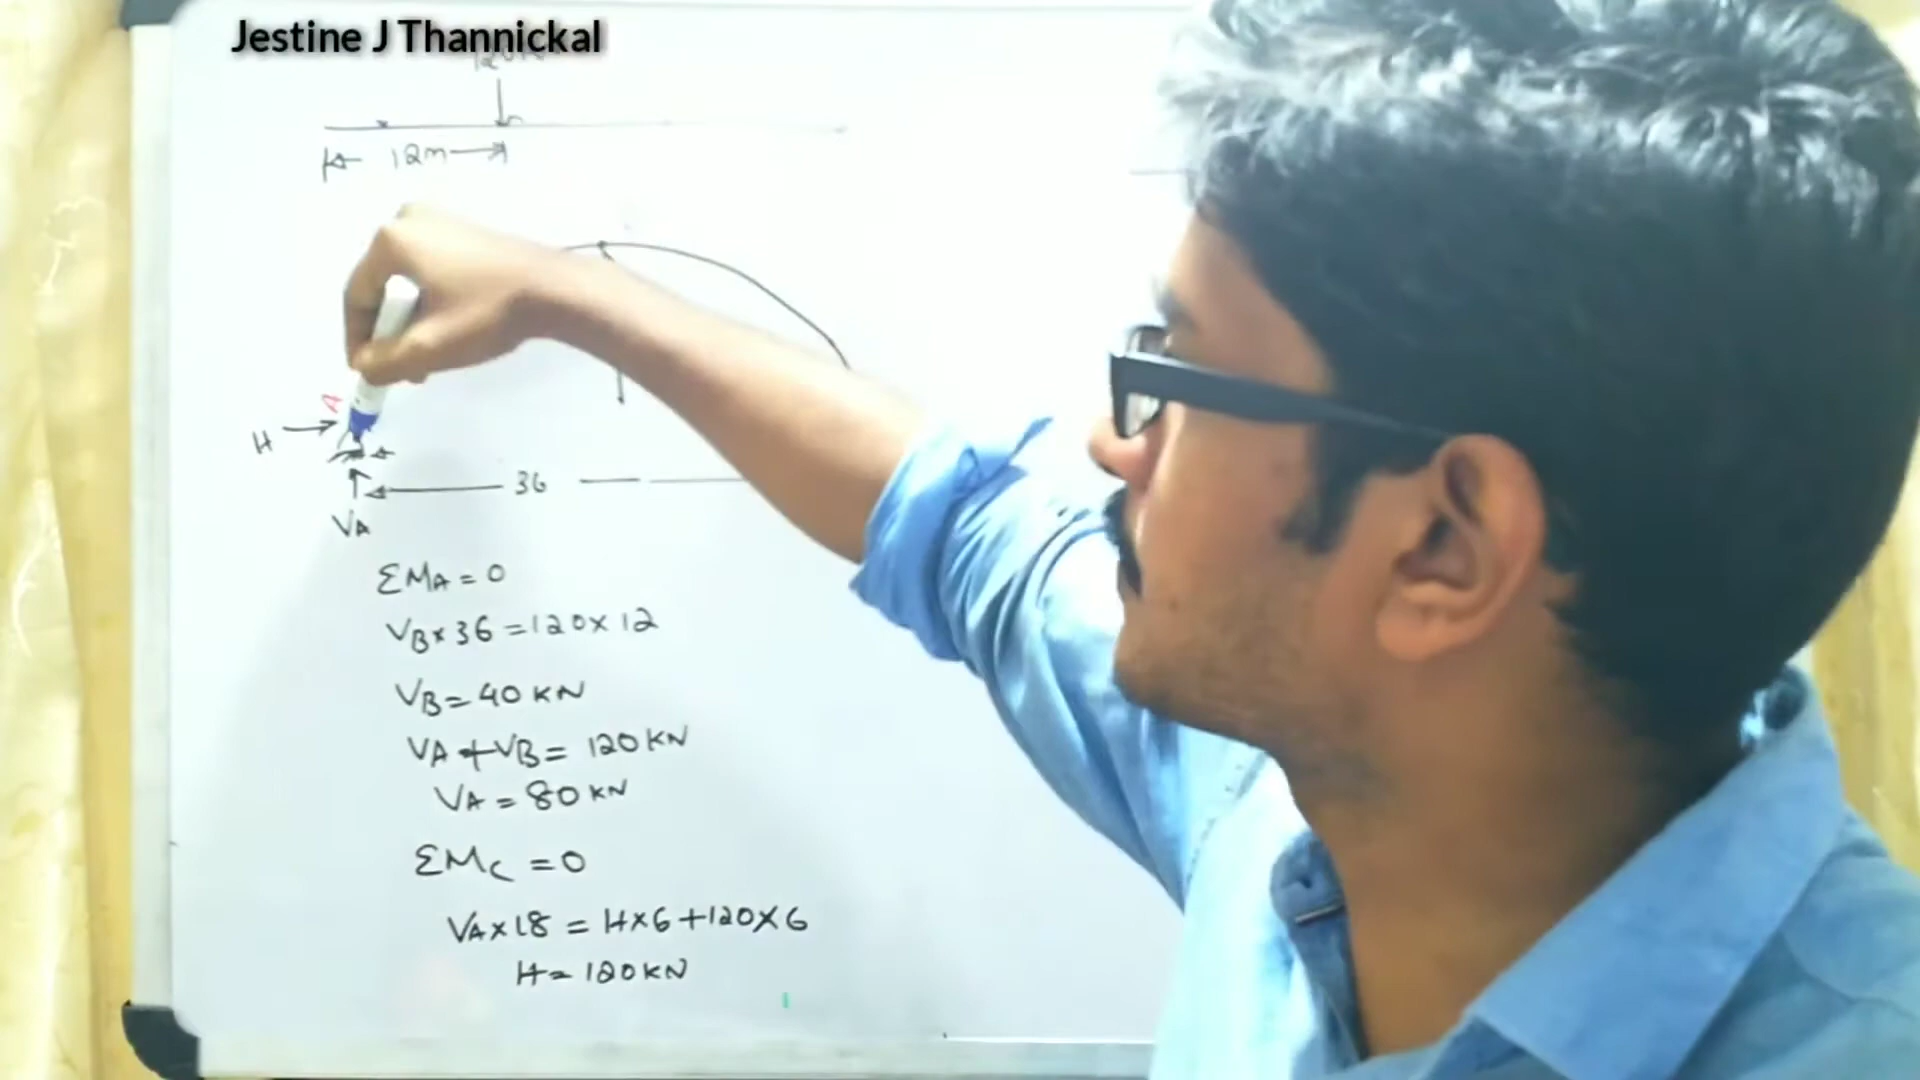 Jestine J Thannickal
12m
A
H
36
VA
ΣMA = 0
VB × 36 = 120 × 12
VB = 40 KN
VA + VB = 120 KN
VA = 80 KN
ΣMC = 0
VA × 18 = H × 6 + 120 × 6
H = 120 KN